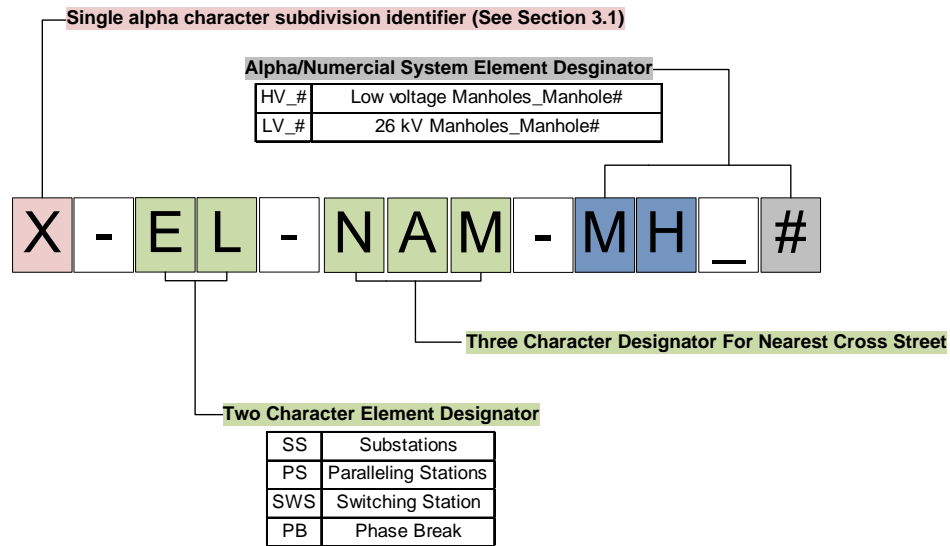 Single alpha character subdivision identifier (See Section 3.1)
Alpha/Numercial System Element Desginator
HV_# Low voltage Manholes_Manhole#
LV_# 26 kV Manholes_Manhole#
X - E L - N A M - M H _ #
Three Character Designator For Nearest Cross Street
Two Character Element Designator
SS Substations
PS Paralleling Stations
SWS Switching Station
PB Phase Break